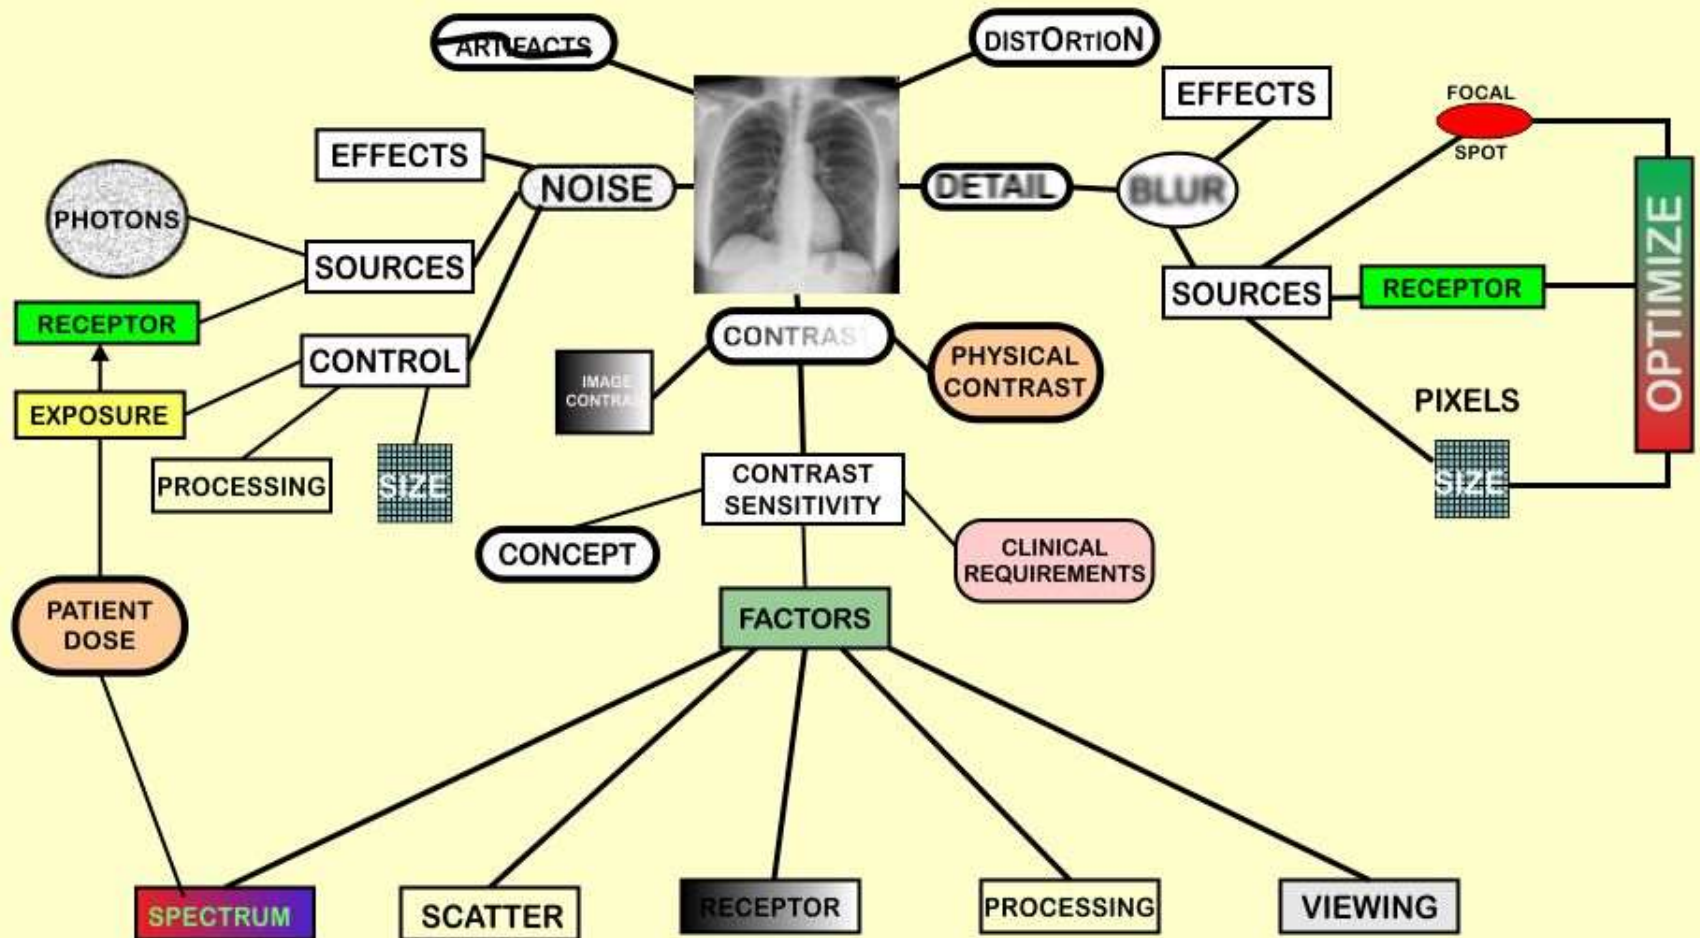 ARTIFACTS
DISTORTION
EFFECTS
FOCAL
SPOT
EFFECTS
NOISE
DETAIL
BLUR
PHOTONS
SOURCES
SOURCES
RECEPTOR
OPTIMIZE
RECEPTOR
CONTROL
CONTRAST
IMAGE
CONTRAST
PHYSICAL
CONTRAST
PIXELS
SIZE
EXPOSURE
PROCESSING
SIZE
CONTRAST
SENSITIVITY
CONCEPT
CLINICAL
REQUIREMENTS
PATIENT
DOSE
FACTORS
SPECTRUM
SCATTER
RECEPTOR
PROCESSING
VIEWING